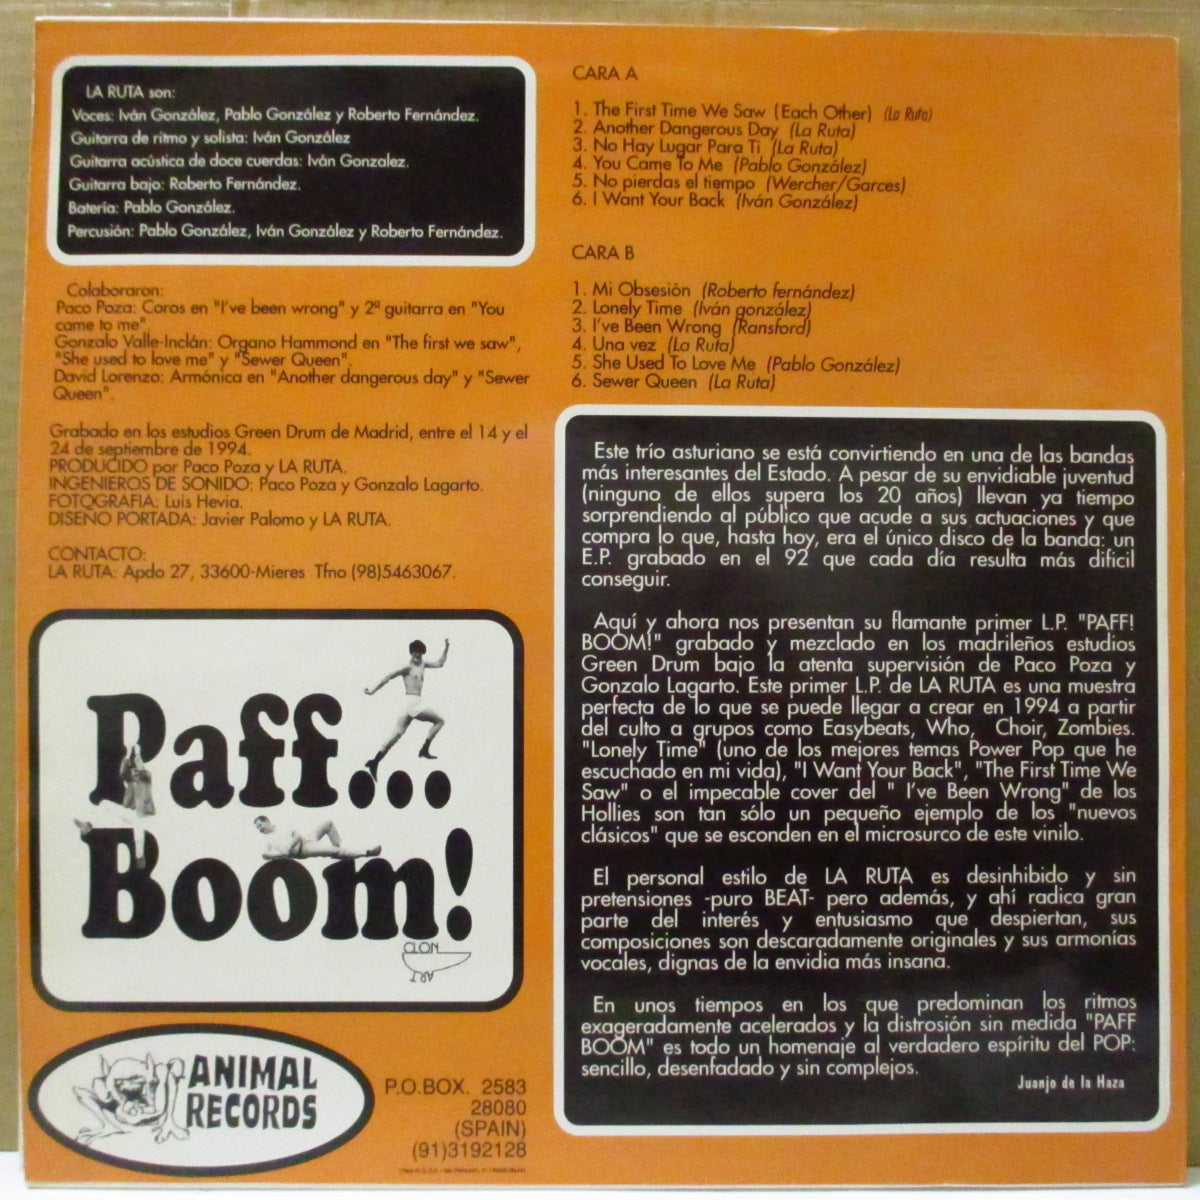 LA RUTA son:
Voces: Iván González, Pablo González y Roberto Fernández.
Guitarra de ritmo y solista: Iván González
Guitarra acústica de doce cuerdas: Iván Gonzalez.
Guitarra bajo: Roberto Fernández.
Batería: Pablo González.
Percusión: Pablo González, Iván González y Roberto Fernández.
Colaboraron:
Paco Poza: Coros en "I've been wrong" y 2ª guitarra en "You
came to me".
Gonzalo Valle-Inclán: Organo Hammond en "The first we saw",
"She used to love me" y "Sewer Queen".
David Lorenzo: Armónica en "Another dangerous day" y "Sewer
Queen".
Grabado en los estudios Green Drum de Madrid, entre el 14 y el
24 de septiembre de 1994.
PRODUCIDO por Paco Poza y LA RUTA.
INGENIEROS DE SONIDO: Paco Poza y Gonzalo Lagarto.
FOTOGRAFIA: Luis Hevia.
DISEÑO PORTADA: Javier Palomo y LA RUTA.
CONTACTO:
LA RUTA: Apdo 27, 33600-Mieres Tfno (98)5463067.
Paff...
Boom!
CLON
ART
ANIMAL
RECORDS
P.O.BOX. 2583
28080
(SPAIN)
(91)3192128
CARA A
1. The First Time We Saw (Each Other) (La Ruta)
2. Another Dangerous Day (La Ruta)
3. No Hay Lugar Para Ti (La Ruta)
4. You Came To Me (Pablo González)
5. No pierdas el tiempo (Wercher/Garces)
6. I Want Your Back (Iván González)
CARA B
1. Mi Obsesión (Roberto fernández)
2. Lonely Time (Iván gonzález)
3. I've Been Wrong (Ransford)
4. Una vez (La Ruta)
5. She Used To Love Me (Pablo González)
6. Sewer Queen (La Ruta)
Este trío asturiano se está convirtiendo en una de las bandas
más interesantes del Estado. A pesar de su envidiable juventud
(ninguno de ellos supera los 20 años) llevan ya tiempo
sorprendiendo al público que acude a sus actuaciones y que
compra lo que, hasta hoy, era el único disco de la banda: un
E.P. grabado en el 92 que cada día resulta más dificil
conseguir.
Aquí y ahora nos presentan su flamante primer L.P. "PAFF!
BOOM!" grabado y mezclado en los madrileños estudios
Green Drum bajo la atenta supervisión de Paco Poza y
Gonzalo Lagarto. Este primer L.P. de LA RUTA es una muestra
perfecta de lo que se puede llegar a crear en 1994 a partir
del culto a grupos como Easybeats, Who, Choir, Zombies.
"Lonely Time" (uno de los mejores temas Power Pop que he
escuchado en mi vida), "I Want Your Back", "The First Time We
Saw" o el impecable cover del " I've Been Wrong" de los
Hollies son tan sólo un pequeño ejemplo de los "nuevos
clásicos" que se esconden en el microsurco de este vinilo.
El personal estilo de LA RUTA es desinhibido y sin
pretensiones -puro BEAT- pero además, y ahí radica gran
parte del interés y entusiasmo que despiertan, sus
composiciones son descaradamente originales y sus armonías
vocales, dignas de la envidia más insana.
En unos tiempos en los que predominan los ritmos
exageradamente acelerados y la distrosión sin medida "PAFF
BOOM" es todo un homenaje al verdadero espíritu del POP:
sencillo, desenfadado y sin complejos.
Juanjo de la Haza